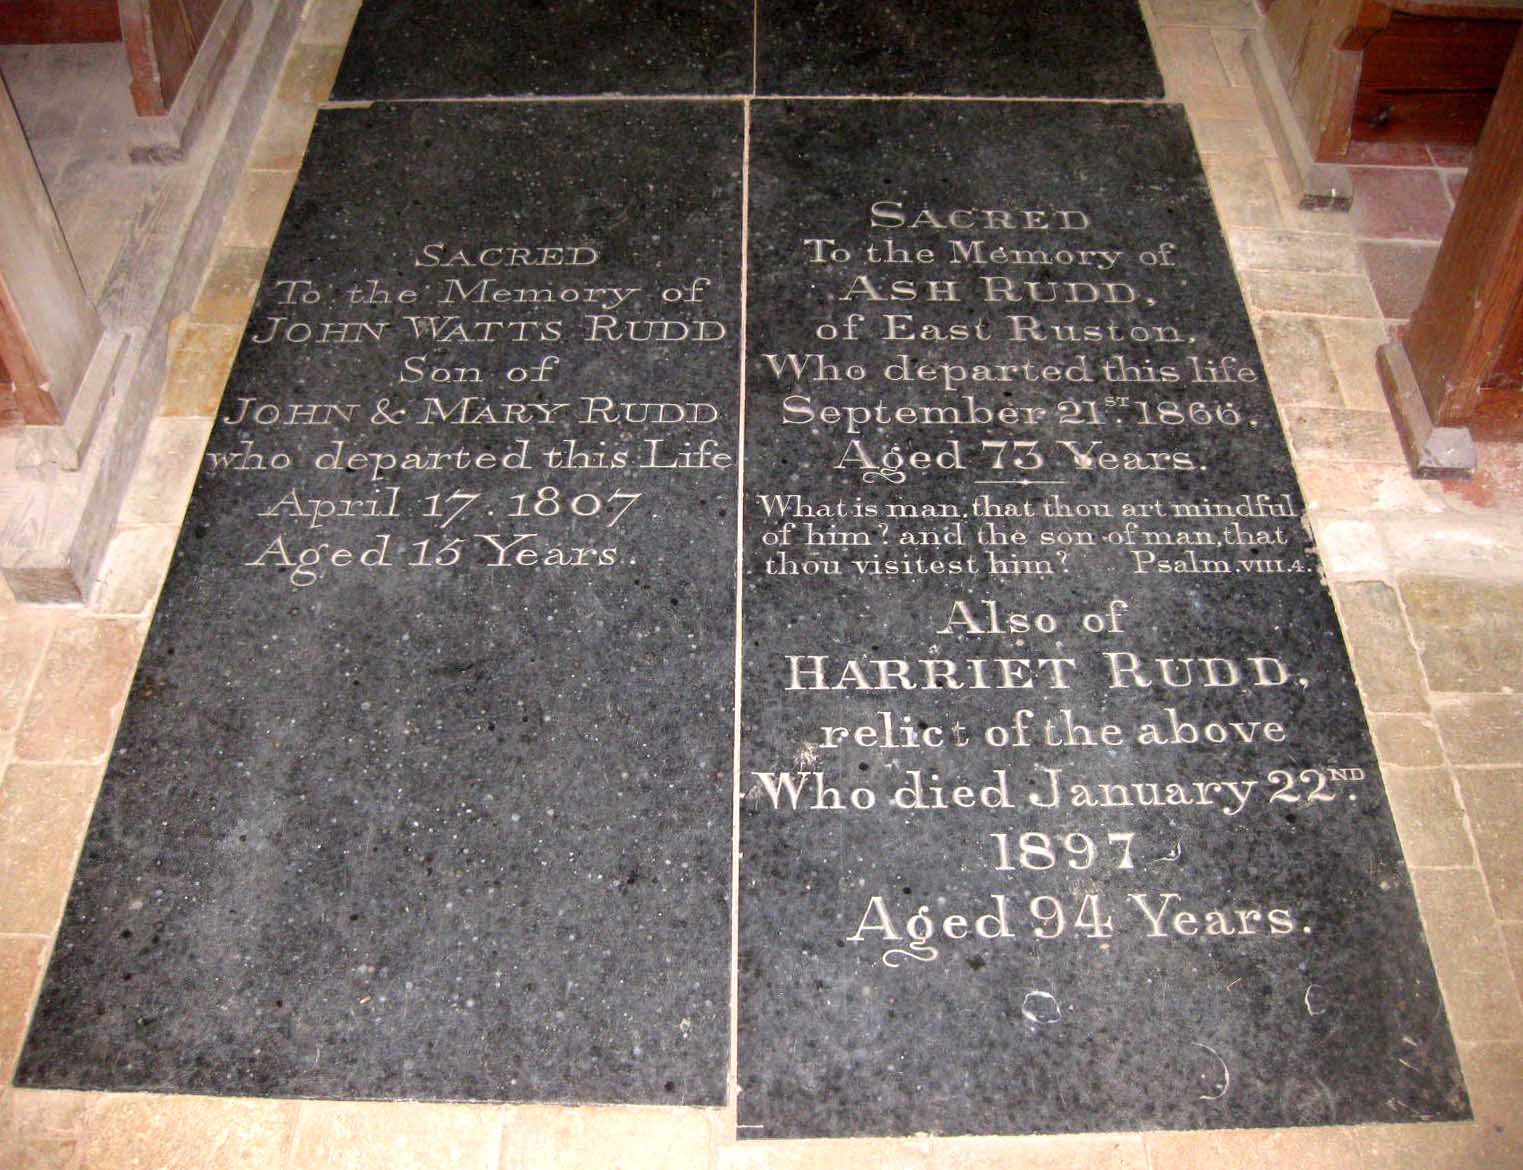 SACRED
To the Memory of
JOHN WATTS RUDD
Son of
JOHN & MARY RUDD
who departed this Life
April 17. 1807
Aged 15 Years.
SACRED
To the Memory of
ASH RUDD,
of East Ruston.
Who departed this life
September 21ST 1866.
Aged 73 Years.
What is man, that thou art mindful
of him? and the son of man, that
thou visitest him? Psalm. VIII. 4.
Also of
HARRIET RUDD,
relict of the above
Who died January 22ND.
1897
Aged 94 Years.